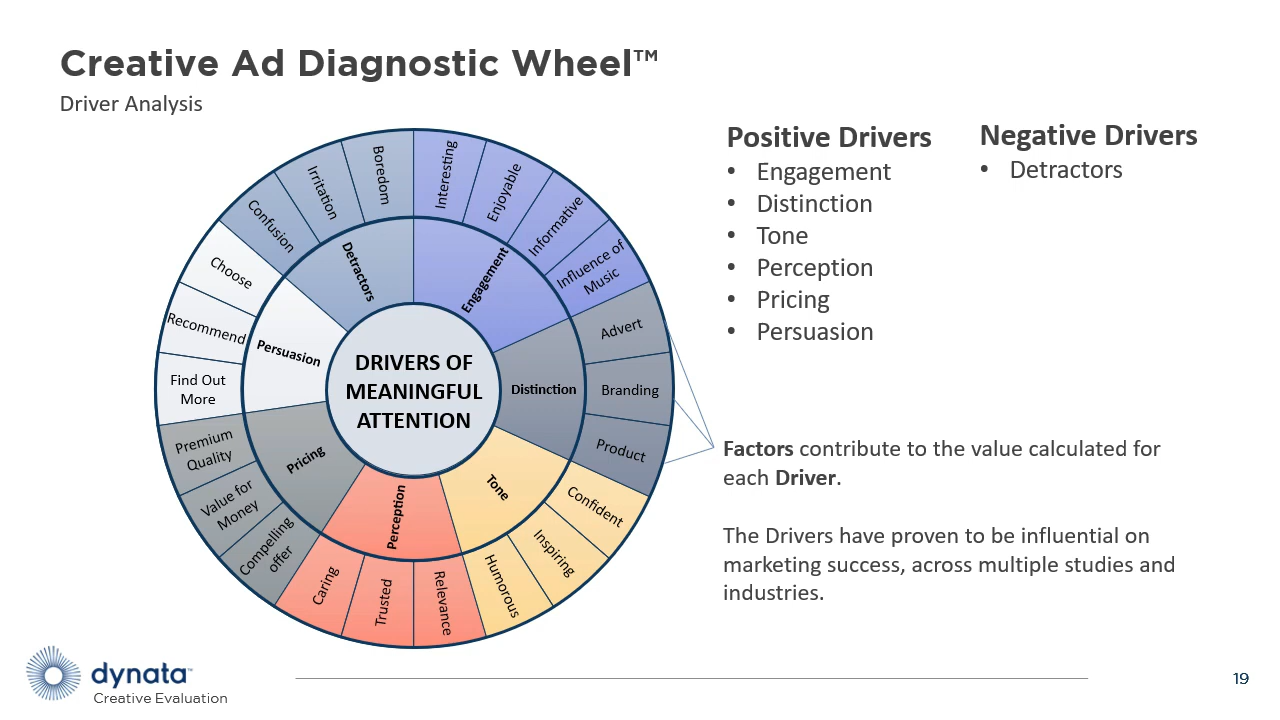 Creative Ad Diagnostic Wheel™
Driver Analysis
Positive Drivers
• Engagement
• Distinction
• Tone
• Perception
• Pricing
• Persuasion
Negative Drivers
• Detractors
DRIVERS OF
MEANINGFUL
ATTENTION
Engagement
Interesting
Enjoyable
Informative
Influence of
Music
Distinction
Advert
Branding
Product
Tone
Confident
Inspiring
Humorous
Perception
Relevance
Trusted
Caring
Pricing
Compelling
offer
Value for
Money
Premium
Quality
Persuasion
Find Out
More
Recommend
Choose
Detractors
Confusion
Irritation
Boredom
Factors contribute to the value calculated for
each Driver.
The Drivers have proven to be influential on
marketing success, across multiple studies and
industries.
dynata™
Creative Evaluation
19